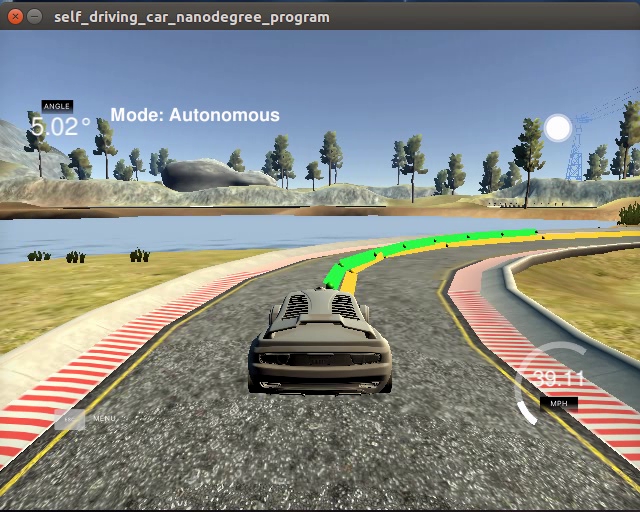 self_driving_car_nanodegree_program
ANGLE
5.02°
Mode: Autonomous
39.11
MPH
MENU